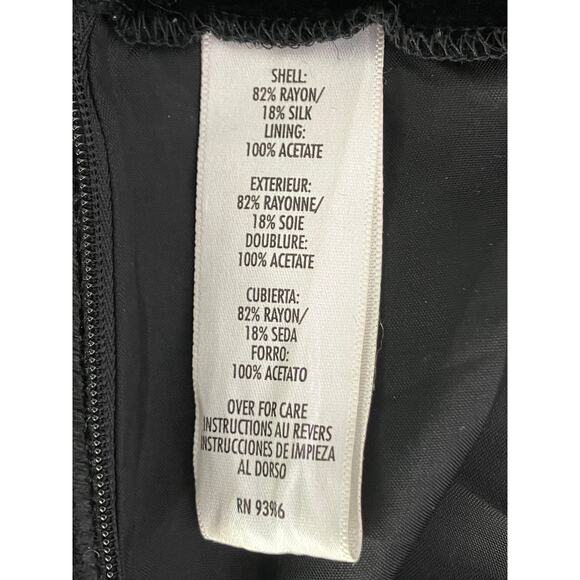 SHELL:
82% RAYON/
18% SILK
LINING:
100% ACETATE
EXTERIEUR:
82% RAYONNE/
18% SOIE
DOUBLURE:
100% ACETATE
CUBIERTA:
82% RAYON/
18% SEDA
FORRO:
100% ACETATO
OVER FOR CARE
INSTRUCTIONS AU REVERS
INSTRUCCIONES DE IMPIEZA
AL DORSO
RN